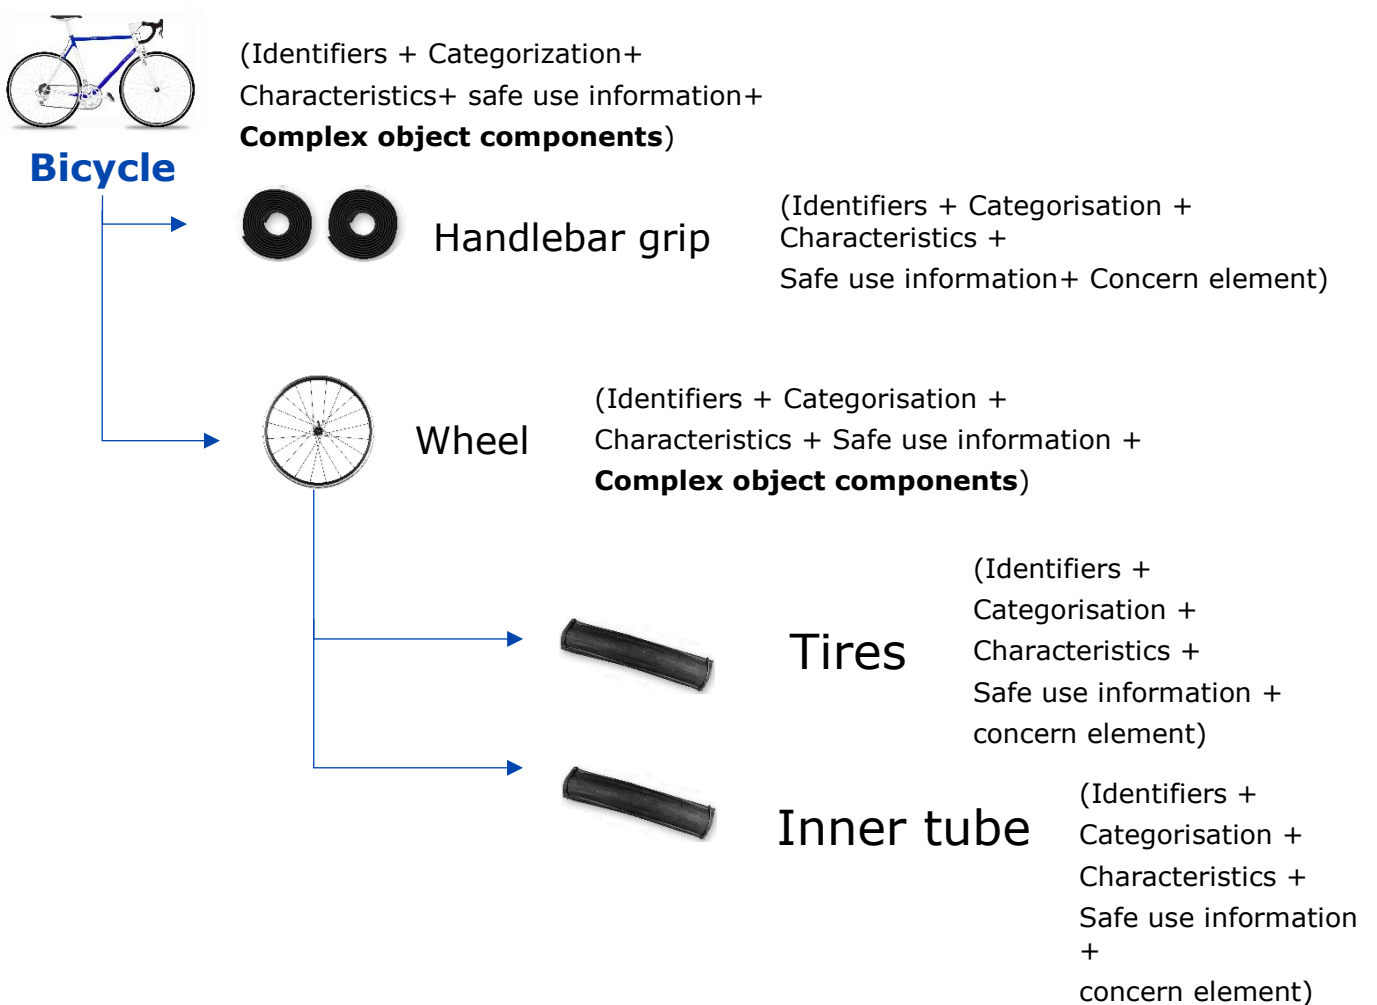 (Identifiers + Categorization+
Characteristics+ safe use information+
Complex object components)
Bicycle
Handlebar grip
(Identifiers + Categorisation +
Characteristics +
Safe use information+ Concern element)
Wheel
(Identifiers + Categorisation +
Characteristics + Safe use information +
Complex object components)
Tires
(Identifiers +
Categorisation +
Characteristics +
Safe use information +
concern element)
Inner tube
(Identifiers +
Categorisation +
Characteristics +
Safe use information
+
concern element)